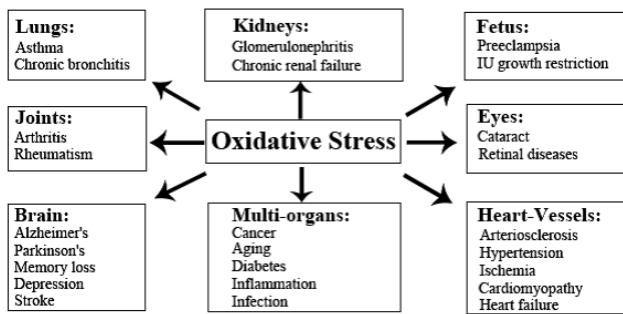 Lungs:
Asthma
Chronic bronchitis
Kidneys:
Glomerulonephritis
Chronic renal failure
Fetus:
Preeclampsia
IU growth restriction
Joints:
Arthritis
Rheumatism
Oxidative Stress
Eyes:
Cataract
Retinal diseases
Brain:
Alzheimer's
Parkinson's
Memory loss
Depression
Stroke
Multi-organs:
Cancer
Aging
Diabetes
Inflammation
Infection
Heart-Vessels:
Arteriosclerosis
Hypertension
Ischemia
Cardiomyopathy
Heart failure